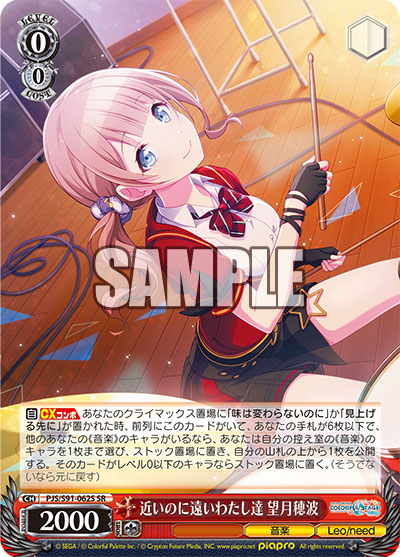 LEVEL
0
0
COST
SAMPLE
自 CXコンボ あなたのクライマックス置場に「味は変わらないのに」か「見上げ
る先に」が置かれた時、前列にこのカードがいて、あなたの手札が6枚以下で、
他のあなたの《音楽》のキャラがいるなら、あなたは自分の控え室の《音楽》の
キャラを1枚まで選び、ストック置場に置き、自分の山札の上から1枚を公開
する。そのカードがレベル0以下のキャラならストック置場に置く。(そうでない
なら元に戻す)
CH PJS/S91-062S SR
近いのに遠いわたし達 望月穂波
COLORFUL STAGE!
POWER
2000
音楽
Leo/need
© SEGA / © Colorful Palette Inc. / © Crypton Future Media, INC. www.piapro.net piapro All rights reserved.